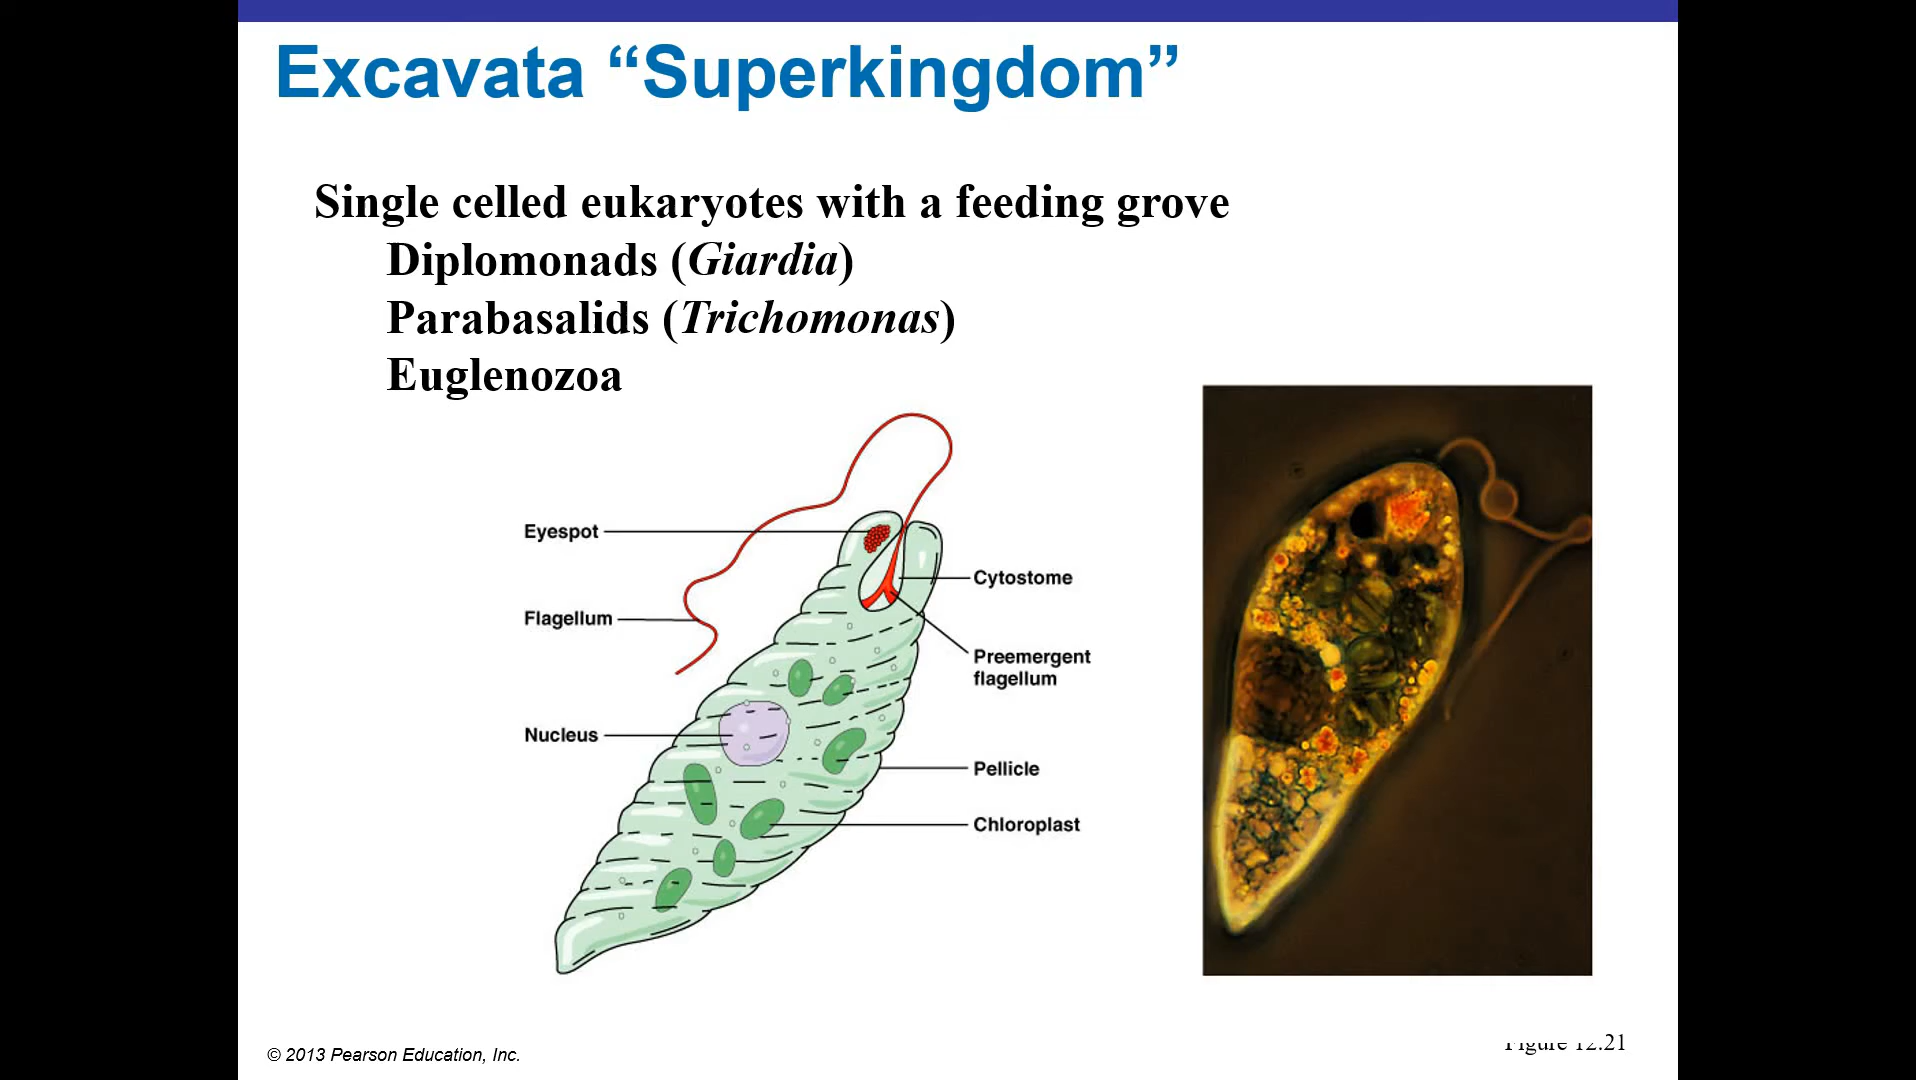 Excavata “Superkingdom”
Single celled eukaryotes with a feeding grove
Diplomonads (Giardia)
Parabasalids (Trichomonas)
Euglenozoa
Eyespot
Cytostome
Flagellum
Preemergent
flagellum
Nucleus
Pellicle
Chloroplast
© 2013 Pearson Education, Inc.
Figure 12.21